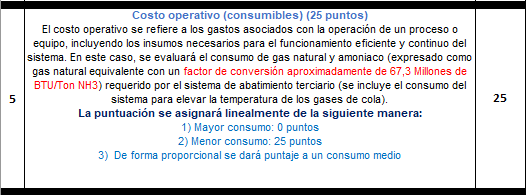 Costo operativo (consumibles) (25 puntos)
El costo operativo se refiere a los gastos asociados con la operación de un proceso o
equipo, incluyendo los insumos necesarios para el funcionamiento eficiente y continuo del
sistema. En este caso, se evaluará el consumo de gas natural y amoniaco (expresado como
gas natural equivalente con un factor de conversión aproximadamente de 67,3 Millones de
BTU/Ton NH3) requerido por el sistema de abatimiento terciario (se incluye el consumo del
5
25
sistema para elevar la temperatura de los gases de cola).
La puntuación se asignará linealmente de la siguiente manera:
1) Mayor consumo: 0 puntos
2) Menor consumo: 25 puntos
3) De forma proporcional se dará puntaje a un consumo medio